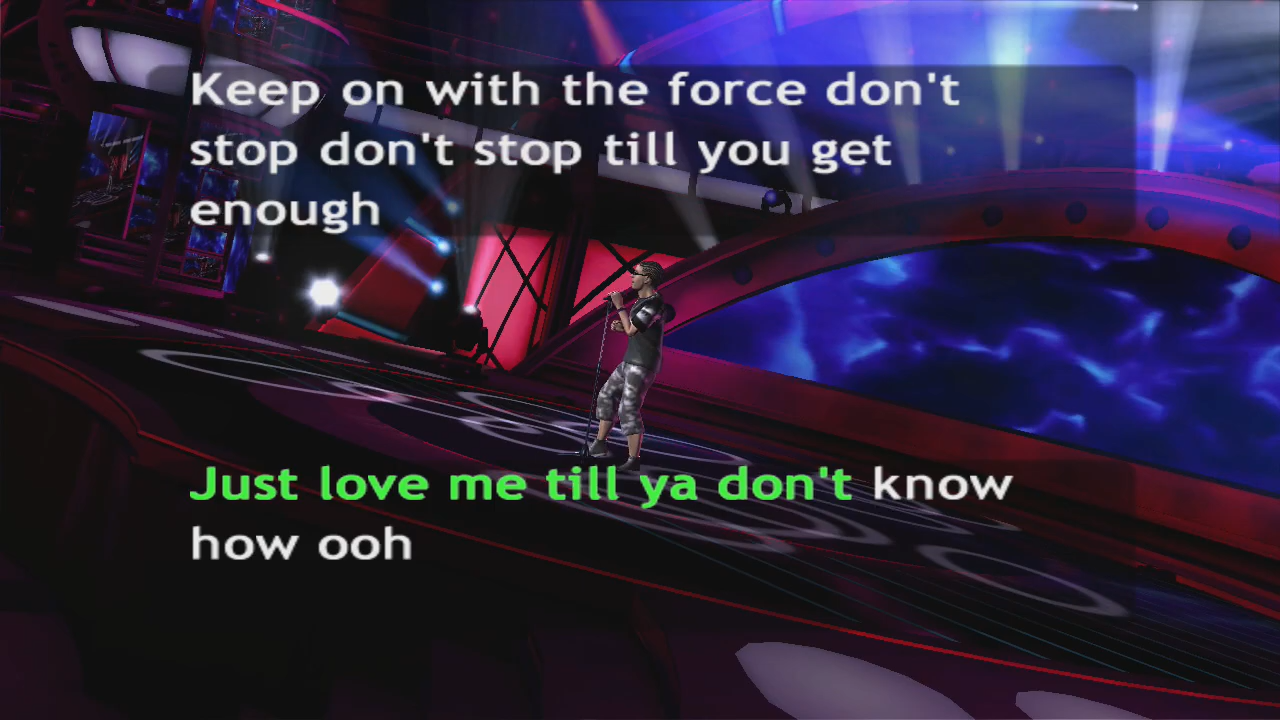 Keep on with the force don't
stop don't stop till you get
enough
Just love me till ya don't know
how ooh